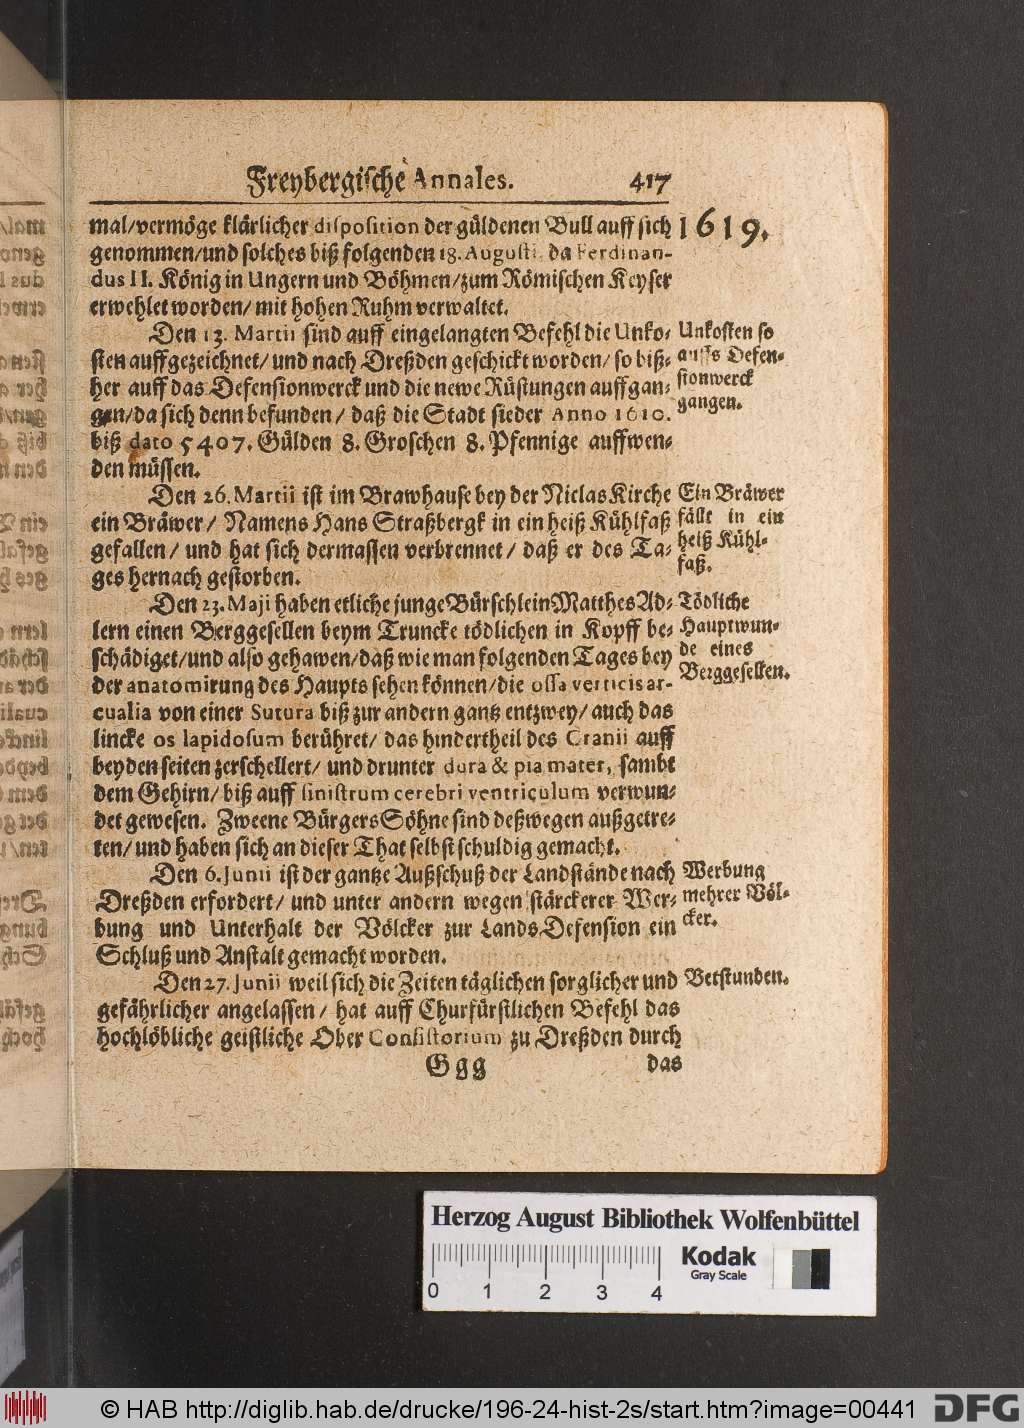 Freybergische Annales. 417
1619.
mal/vermöge klärlicher disposition der güldenen Bull auff sich
genommen/und solches biß folgenden 18. Augusti, da Ferdinan-
dus II. König in Ungern und Böhmen/zum Römischen Keyser
erwehlet worden/ mit hohen Ruhm verwaltet.
Den 13. Martii sind auff eingelangten Befehl die Unko-
sten auffgezeichnet/ und nach Dreßden geschickt worden/ so biß-
her auff das Defensionwerck und die newe Rüstungen auffgan-
gen/da sich denn befunden/ daß die Stadt sieder Anno 1610.
biß dato 5407. Gülden 8. Groschen 8. Pfennige auffwen-
den müssen.
Unkosten so
auffs Defen-
sionwerck
gangen.
Den 26. Martii ist im Brawhause bey der Niclas Kirche
ein Bräwer/ Namens Hans Straßbergk in ein heiß Kühlfaß
gefallen/ und hat sich dermassen verbrennet/ daß er des Ta-
ges hernach gestorben.
Ein Bräwer
fällt in ein
heiß Kühl-
faß.
Den 23. Maji haben etliche junge Bürschlein Matthes Ad-
lern einen Berggesellen beym Truncke tödlichen in Kopff be-
schädiget/und also gehawen/daß wie man folgenden Tages bey
der anatomirung des Haupts sehen können/die ossa verticis ar-
cualia von einer Sutura biß zur andern gantz entzwey/ auch das
lincke os lapidosum berühret/ das hindertheil des Cranii auff
beyden seiten zerschellert/ und drunter dura & pia mater, sambt
dem Gehirn/ biß auff sinistrum cerebri ventriculum verwun-
det gewesen. Zweene Bürgers Söhne sind deßwegen außgetre-
ten/ und haben sich an dieser That selbst schuldig gemacht.
Tödliche
Hauptwun-
de eines
Berggesellen.
Den 6. Junii ist der gantze Außschuß der Landstände nach
Dreßden erfordert/ und unter andern wegen stärckerer Wer-
bung und Unterhalt der Völcker zur Lands Defension ein
Schluß und Anstalt gemacht worden.
Werbung
mehrer Völ-
cker.
Den 27. Junii weil sich die Zeiten täglichen sorglicher und
gefährlicher angelassen/ hat auff Churfürstlichen Befehl das
hochlöbliche geistliche Ober Consistorium zu Dreßden durch
Betstunden.
Ggg das
Herzog August Bibliothek Wolfenbüttel
Kodak
Gray Scale
0 1 2 3 4
© HAB http://diglib.hab.de/drucke/196-24-hist-2s/start.htm?image=00441
DFG